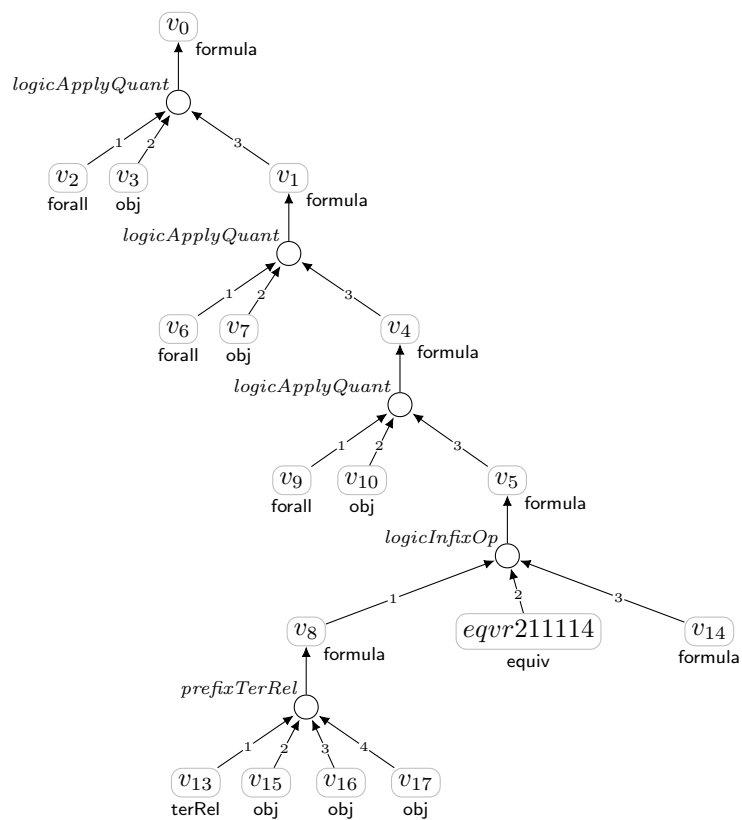 v0
formula
logicApplyQuant
1 2 3
v2 v3 v1
forall obj formula
logicApplyQuant
1 2 3
v6 v7 v4
forall obj formula
logicApplyQuant
1 2 3
v9 v10 v5
forall obj formula
logicInfixOp
1 2 3
v8 eqvr211114 v14
formula equiv formula
prefixTerRel
1 2 3 4
v13 v15 v16 v17
terRel obj obj obj